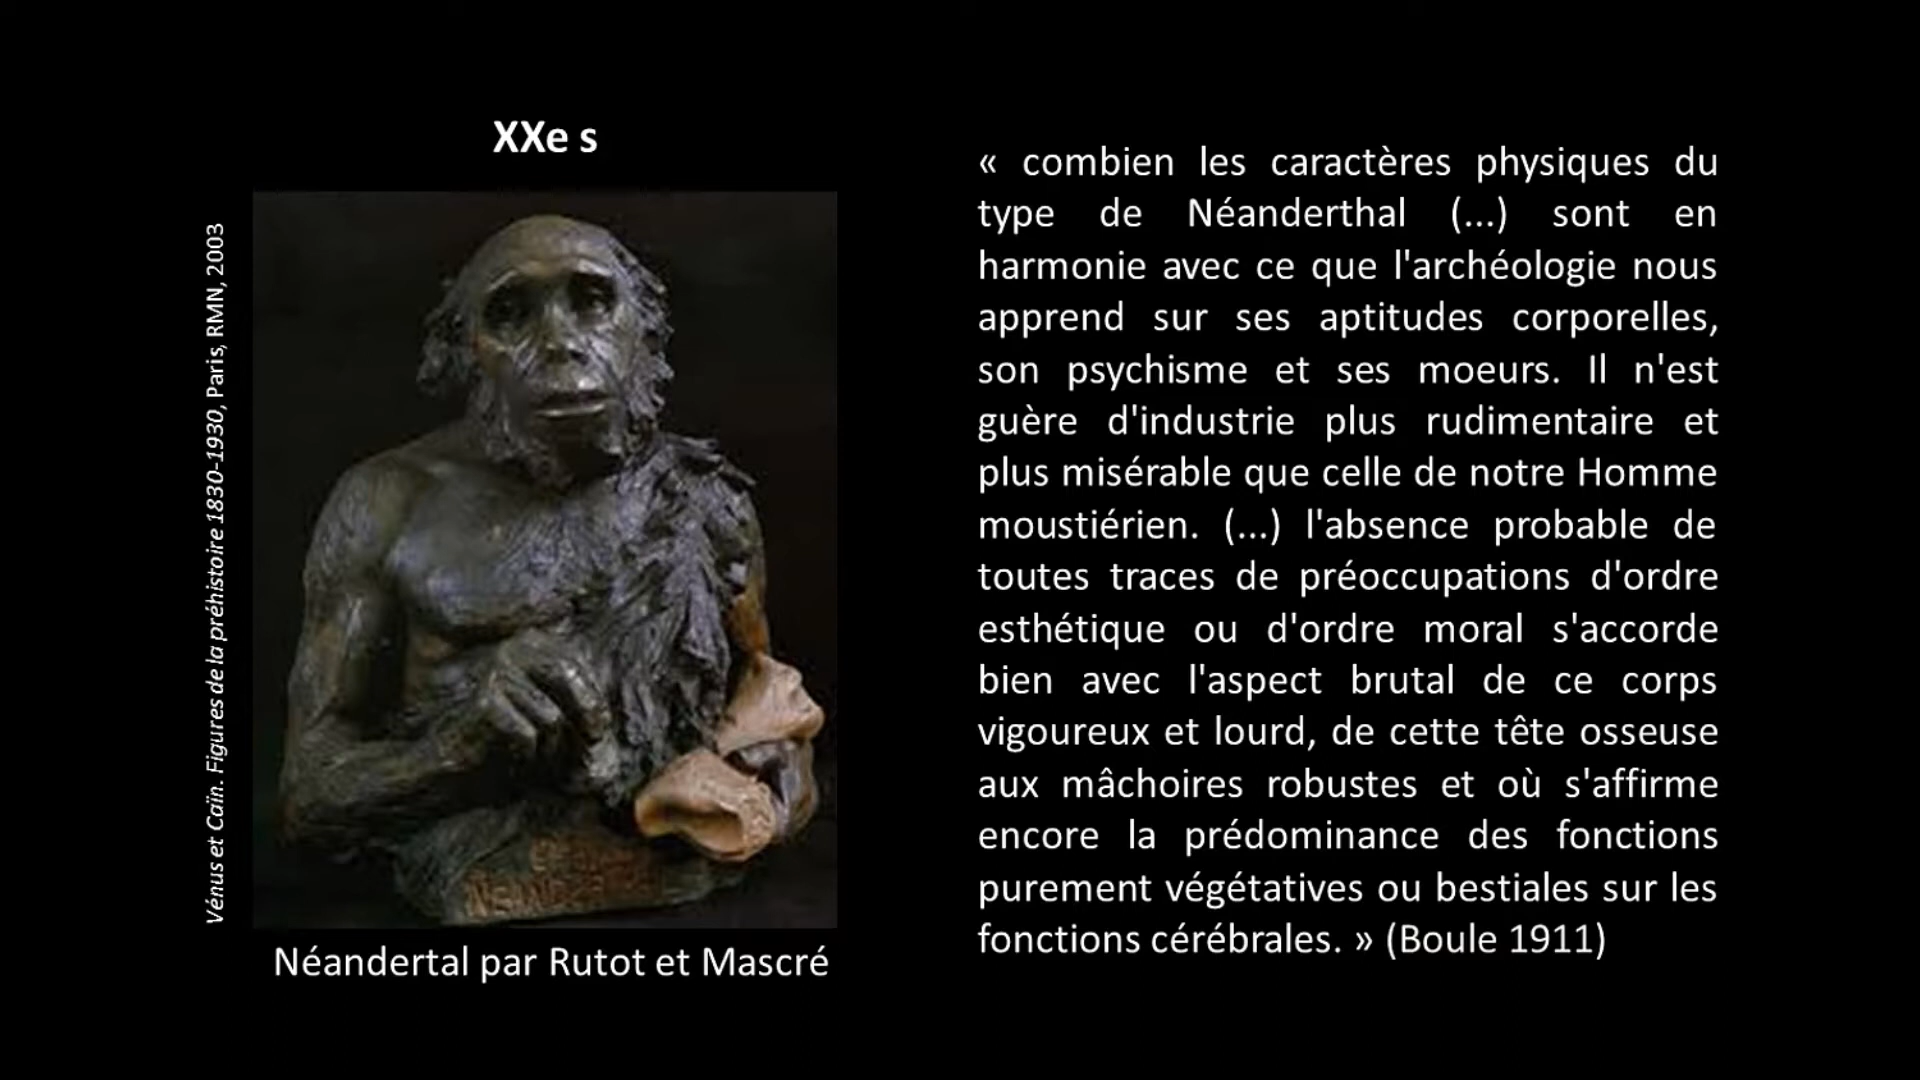 XXe s
Vénus et Caïn. Figures de la préhistoire 1830-1930, Paris, RMN, 2003
Néandertal par Rutot et Mascré
« combien les caractères physiques du
type de Néanderthal (...) sont en
harmonie avec ce que l'archéologie nous
apprend sur ses aptitudes corporelles,
son psychisme et ses moeurs. Il n'est
guère d'industrie plus rudimentaire et
plus misérable que celle de notre Homme
moustiérien. (...) l'absence probable de
toutes traces de préoccupations d'ordre
esthétique ou d'ordre moral s'accorde
bien avec l'aspect brutal de ce corps
vigoureux et lourd, de cette tête osseuse
aux mâchoires robustes et où s'affirme
encore la prédominance des fonctions
purement végétatives ou bestiales sur les
fonctions cérébrales. » (Boule 1911)